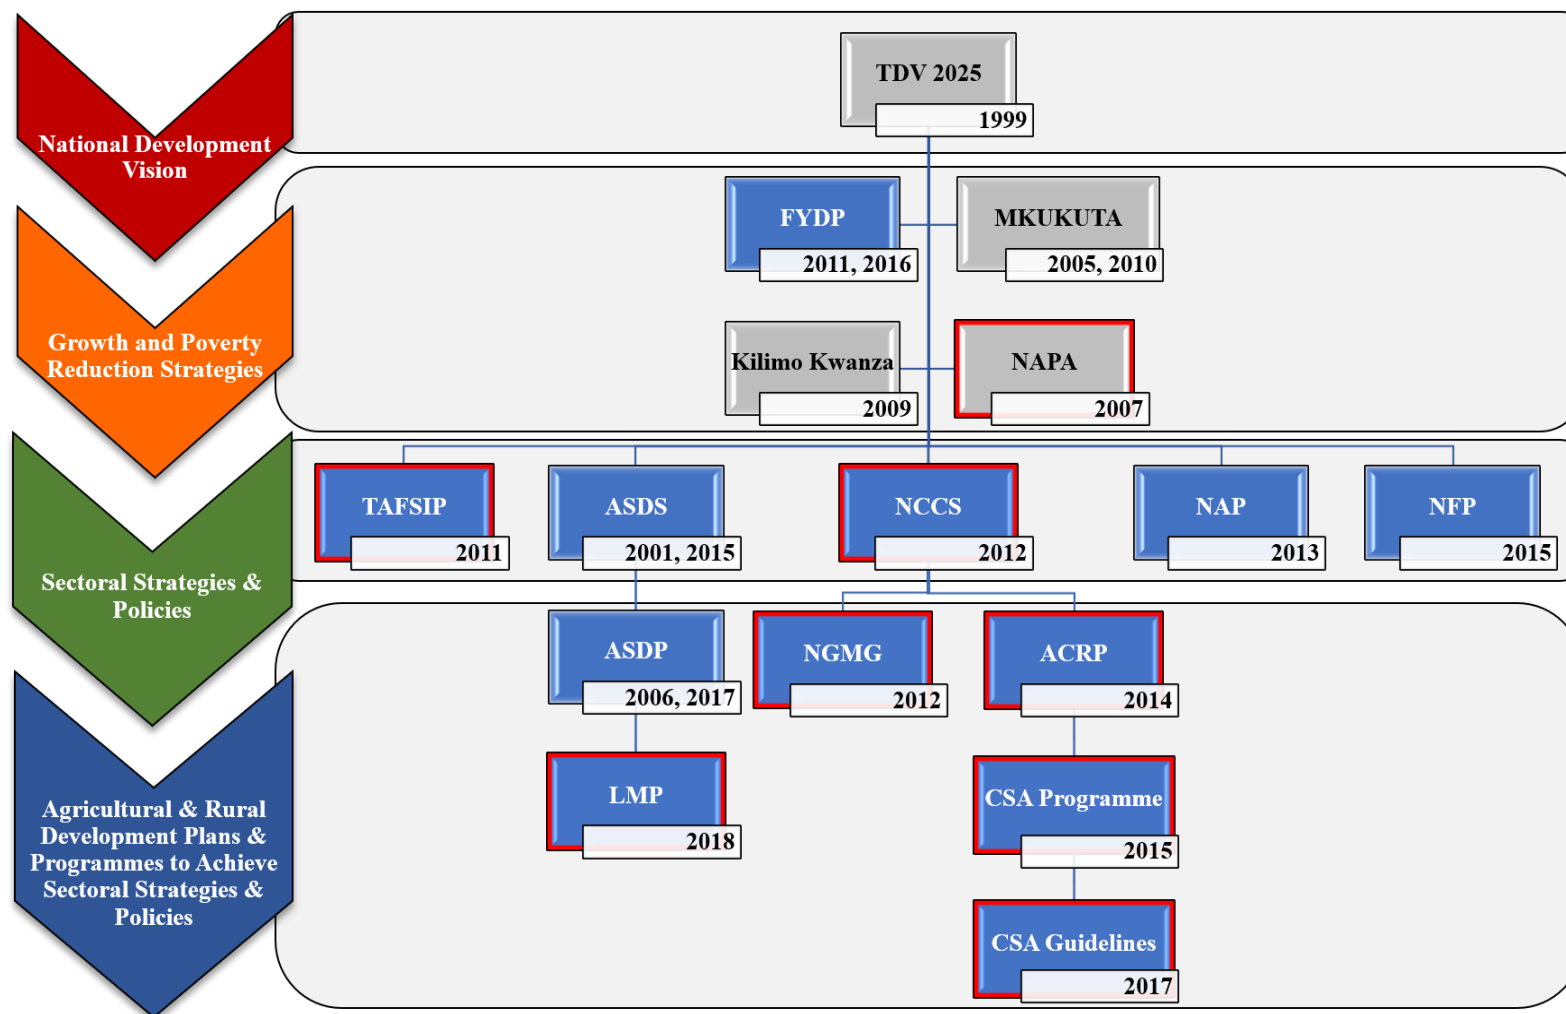 TDV 2025
1999
National Development
Vision
FYDP
2011, 2016
MKUKUTA
2005, 2010
Growth and Poverty
Reduction Strategies
Kilimo Kwanza
2009
NAPA
2007
Sectoral Strategies &
Policies
TAFSIP
2011
ASDS
2001, 2015
NCCS
2012
NAP
2013
NFP
2015
Agricultural & Rural
Development Plans &
Programmes to Achieve
Sectoral Strategies &
Policies
ASDP
2006, 2017
NGMG
2012
ACRP
2014
LMP
2018
CSA Programme
2015
CSA Guidelines
2017